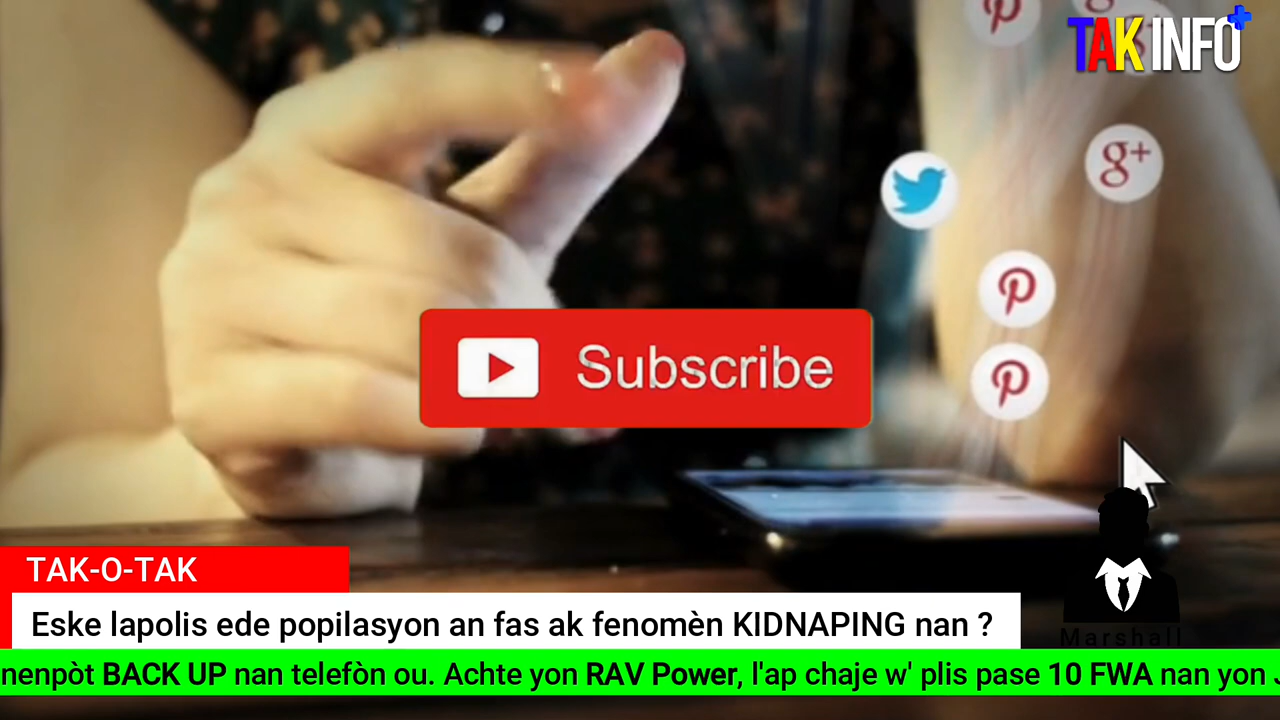 TAK INFO+
g+
Subscribe
TAK-O-TAK
Eske lapolis ede popilasyon an fas ak fenomèn KIDNAPING nan ?
Marshall
nenpòt BACK UP nan telefòn ou. Achte yon RAV Power, l'ap chaje w' plis pase 10 FWA nan yon